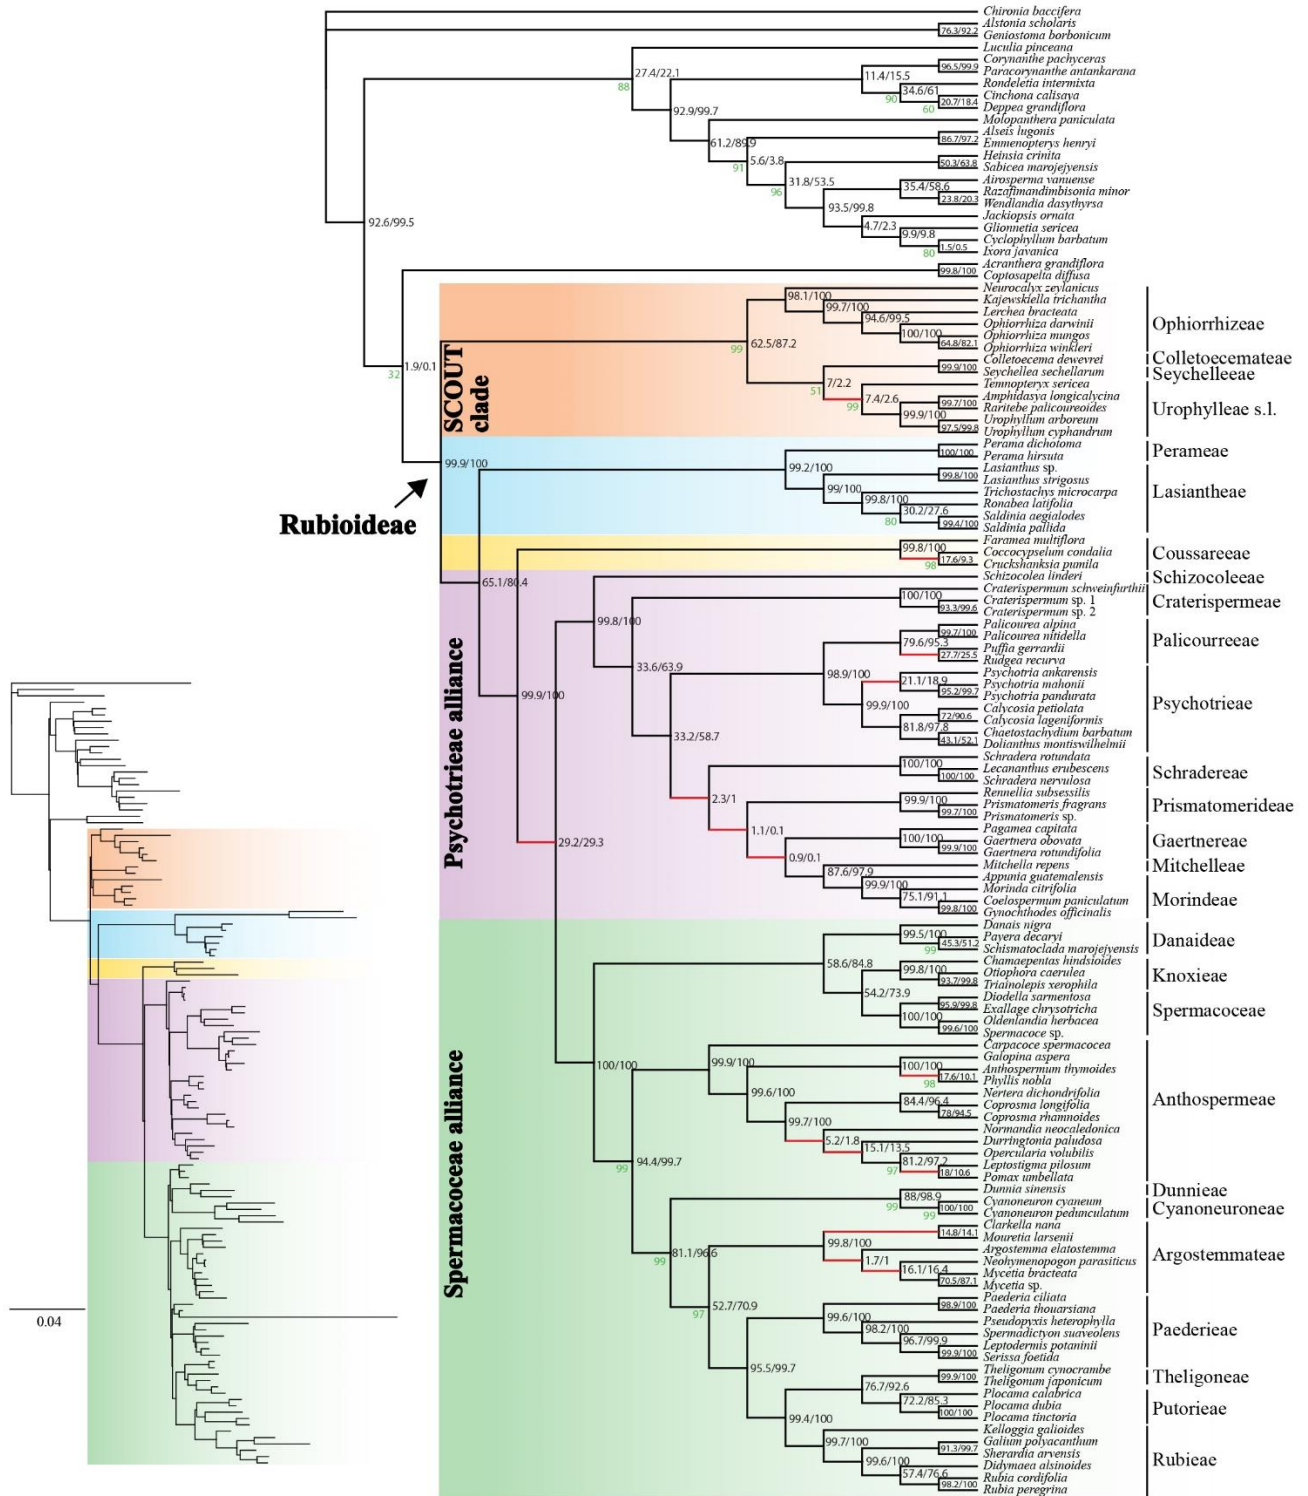 Chironia baccifera
Alstonia scholaris
76.3/92.2
Geniostoma borbonicum
Luculia pinceana
27.4/22.1
88
Corynanthe pachyceras
96.5/99.9
Paracorynanthe antankarana
11.4/15.5
Rondeletia intermixta
34.6/61
90
Cinchona calisaya
20.7/18.4
60
Deppea grandiflora
92.9/99.7
Molopanthera paniculata
61.2/89.9
Alseis lugonis
86.7/97.2
Emmenopterys henryi
91
5.6/3.8
Heinsia crinita
50.3/63.8
Sabicea marojejyensis
96
31.8/53.5
Airosperma vanuense
35.4/58.6
Razafimandimbisonia minor
23.8/20.3
Wendlandia dasythyrsa
93.5/99.8
Jackiopsis ornata
4.7/2.3
Glionnetia sericea
9.9/9.8
Cyclophyllum barbatum
1.5/0.5
80
Ixora javanica
92.6/99.5
Acranthera grandiflora
99.8/100
Coptosapelta diffusa
1.9/0.1
32
Neurocalyx zeylanicus
98.1/100
Kajewskiella trichantha
99.7/100
Lerchea bracteata
94.6/99.5
Ophiorrhiza darwinii
100/100
Ophiorrhiza mungos
64.8/82.1
Ophiorrhiza winkleri
Ophiorrhizeae
62.5/87.2
99
SCOUT
clade
Colletoecema dewevrei
99.9/100
Colletoecemateae
Seychellea sechellarum
Seychelleeae
7/2.2
51
Temnopteryx sericea
7.4/2.6
99
Amphidasya longicalycina
99.7/100
Raritebe palicoureoides
99.9/100
Urophyllum arboreum
97.5/99.8
Urophyllum cyphandrum
Urophylleae s.l.
99.9/100
Rubioideae
Perama dichotoma
100/100
Perama hirsuta
Perameae
99.2/100
Lasianthus sp.
99.8/100
Lasianthus strigosus
99/100
Trichostachys microcarpa
99.8/100
Ronabea latifolia
30.2/27.6
80
Saldinia aegialodes
99.4/100
Saldinia pallida
Lasiantheae
65.1/80.4
Faramea multiflora
99.8/100
Coccocypselum condalia
17.6/9.3
98
Cruckshanksia pumila
Coussareeae
99.9/100
Psychotrieae alliance
Schizocolea linderi
Schizocoleeae
99.8/100
Craterispermum schweinfurthii
100/100
Craterispermum sp. 1
93.3/99.6
Craterispermum sp. 2
Craterispermeae
33.6/63.9
Palicourea alpina
99.7/100
Palicourea nitidella
79.6/95.3
Puffia gerrardii
27.7/25.5
Rudgea recurva
Palicourreeae
98.9/100
Psychotria ankarensis
21.1/18.9
Psychotria mahonii
95.2/99.7
Psychotria pandurata
99.9/100
Calycosia petiolata
72/90.6
Calycosia lageniformis
81.8/97.8
Chaetostachydium barbatum
43.1/52.1
Dolianthus montiswilhelmii
Psychotrieae
33.2/58.7
Schradera rotundata
100/100
Lecananthus erubescens
100/100
Schradera nervulosa
Schradereae
2.3/1
Rennellia subsessilis
99.9/100
Prismatomeris fragrans
99.7/100
Prismatomeris sp.
Prismatomerideae
1.1/0.1
Pagamea capitata
100/100
Gaertnera obovata
99.9/100
Gaertnera rotundifolia
Gaertnereae
0.9/0.1
Mitchella repens
Mitchelleae
87.6/97.9
Appunia guatemalensis
99.9/100
Morinda citrifolia
75.1/91.1
Coelospermum paniculatum
99.8/100
Gynochthodes officinalis
Morindeae
29.2/29.3
Spermacoceae alliance
Danais nigra
99.5/100
Payera decaryi
45.3/51.2
99
Schismatoclada marojejyensis
Danaideae
58.6/84.8
Chamaepentas hindsioides
99.8/100
Otiophora caerulea
93.7/99.8
Triainolepis xerophila
Knoxieae
54.2/73.9
Diodella sarmentosa
95.9/99.8
Exallage chrysotricha
100/100
Oldenlandia herbacea
99.6/100
Spermacoce sp.
Spermacoceae
100/100
Carpacoce spermacocea
99.9/100
Galopina aspera
100/100
Anthospermum thymoides
17.6/10.1
98
Phyllis nobla
99.6/100
Nertera dichondrifolia
84.4/96.4
Coprosma longifolia
78/94.5
Coprosma rhamnoides
99.7/100
Normandia neocaledonica
5.2/1.8
Durringtonia paludosa
15.1/13.5
Opercularia volubilis
81.2/97.2
97
Leptostigma pilosum
18/10.6
Pomax umbellata
Anthospermeae
94.4/99.7
99
Dunnia sinensis
Dunnieae
88/98.9
99
Cyanoneuron cyaneum
100/100
99
Cyanoneuron pedunculatum
Cyanoneuroneae
81.1/96.6
99
Clarkella nana
14.8/14.1
Mouretia larsenii
99.8/100
Argostemma elatostemma
1.7/1
Neohymenopogon parasiticus
16.1/16.4
Mycetia bracteata
70.5/87.1
Mycetia sp.
Argostemmateae
52.7/70.9
97
Paederia ciliata
98.9/100
Paederia thouarsiana
99.6/100
Pseudopyxis heterophylla
98.2/100
Spermadictyon suaveolens
96.7/99.9
Leptodermis potaninii
99.9/100
Serissa foetida
Paederieae
95.5/99.7
Theligonum cynocrambe
99.9/100
Theligonum japonicum
Theligoneae
76.7/92.6
Plocama calabrica
72.2/85.3
Plocama dubia
100/100
Plocama tinctoria
Putorieae
99.4/100
Kelloggia galioides
99.7/100
Galium polyacanthum
91.3/99.7
Sherardia arvensis
99.6/100
Didymaea alsinoides
57.4/76.6
Rubia cordifolia
98.2/100
Rubia peregrina
Rubieae
0.04